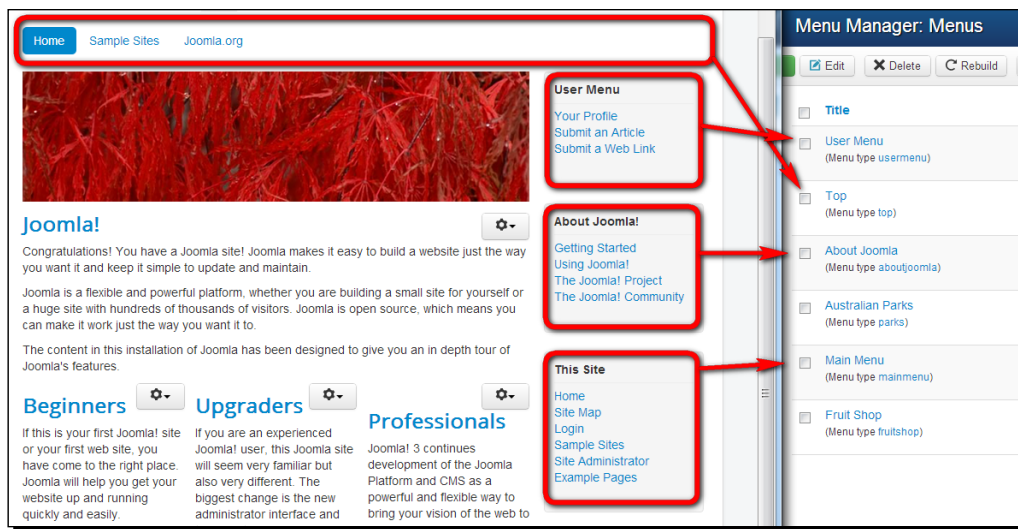 Home Sample Sites Joomla.org
User Menu
Your Profile
Submit an Article
Submit a Web Link
Joomla!
Congratulations! You have a Joomla site! Joomla makes it easy to build a website just the way
you want it and keep it simple to update and maintain.
Joomla is a flexible and powerful platform, whether you are building a small site for yourself or
a huge site with hundreds of thousands of visitors. Joomla is open source, which means you
can make it work just the way you want it to.
The content in this installation of Joomla has been designed to give you an in depth tour of
Joomla's features.
About Joomla!
Getting Started
Using Joomla!
The Joomla! Project
The Joomla! Community
Beginners
If this is your first Joomla! site
or your first web site, you
have come to the right place.
Joomla will help you get your
website up and running
quickly and easily.
Upgraders
If you are an experienced
Joomla! user, this Joomla site
will seem very familiar but
also very different. The
biggest change is the new
administrator interface and
Professionals
Joomla! 3 continues
development of the Joomla
Platform and CMS as a
powerful and flexible way to
bring your vision of the web to
This Site
Home
Site Map
Login
Sample Sites
Site Administrator
Example Pages
Menu Manager: Menus
Edit Delete Rebuild
Title
User Menu
(Menu type usermenu)
Top
(Menu type top)
About Joomla
(Menu type aboutjoomla)
Australian Parks
(Menu type parks)
Main Menu
(Menu type mainmenu)
Fruit Shop
(Menu type fruitshop)